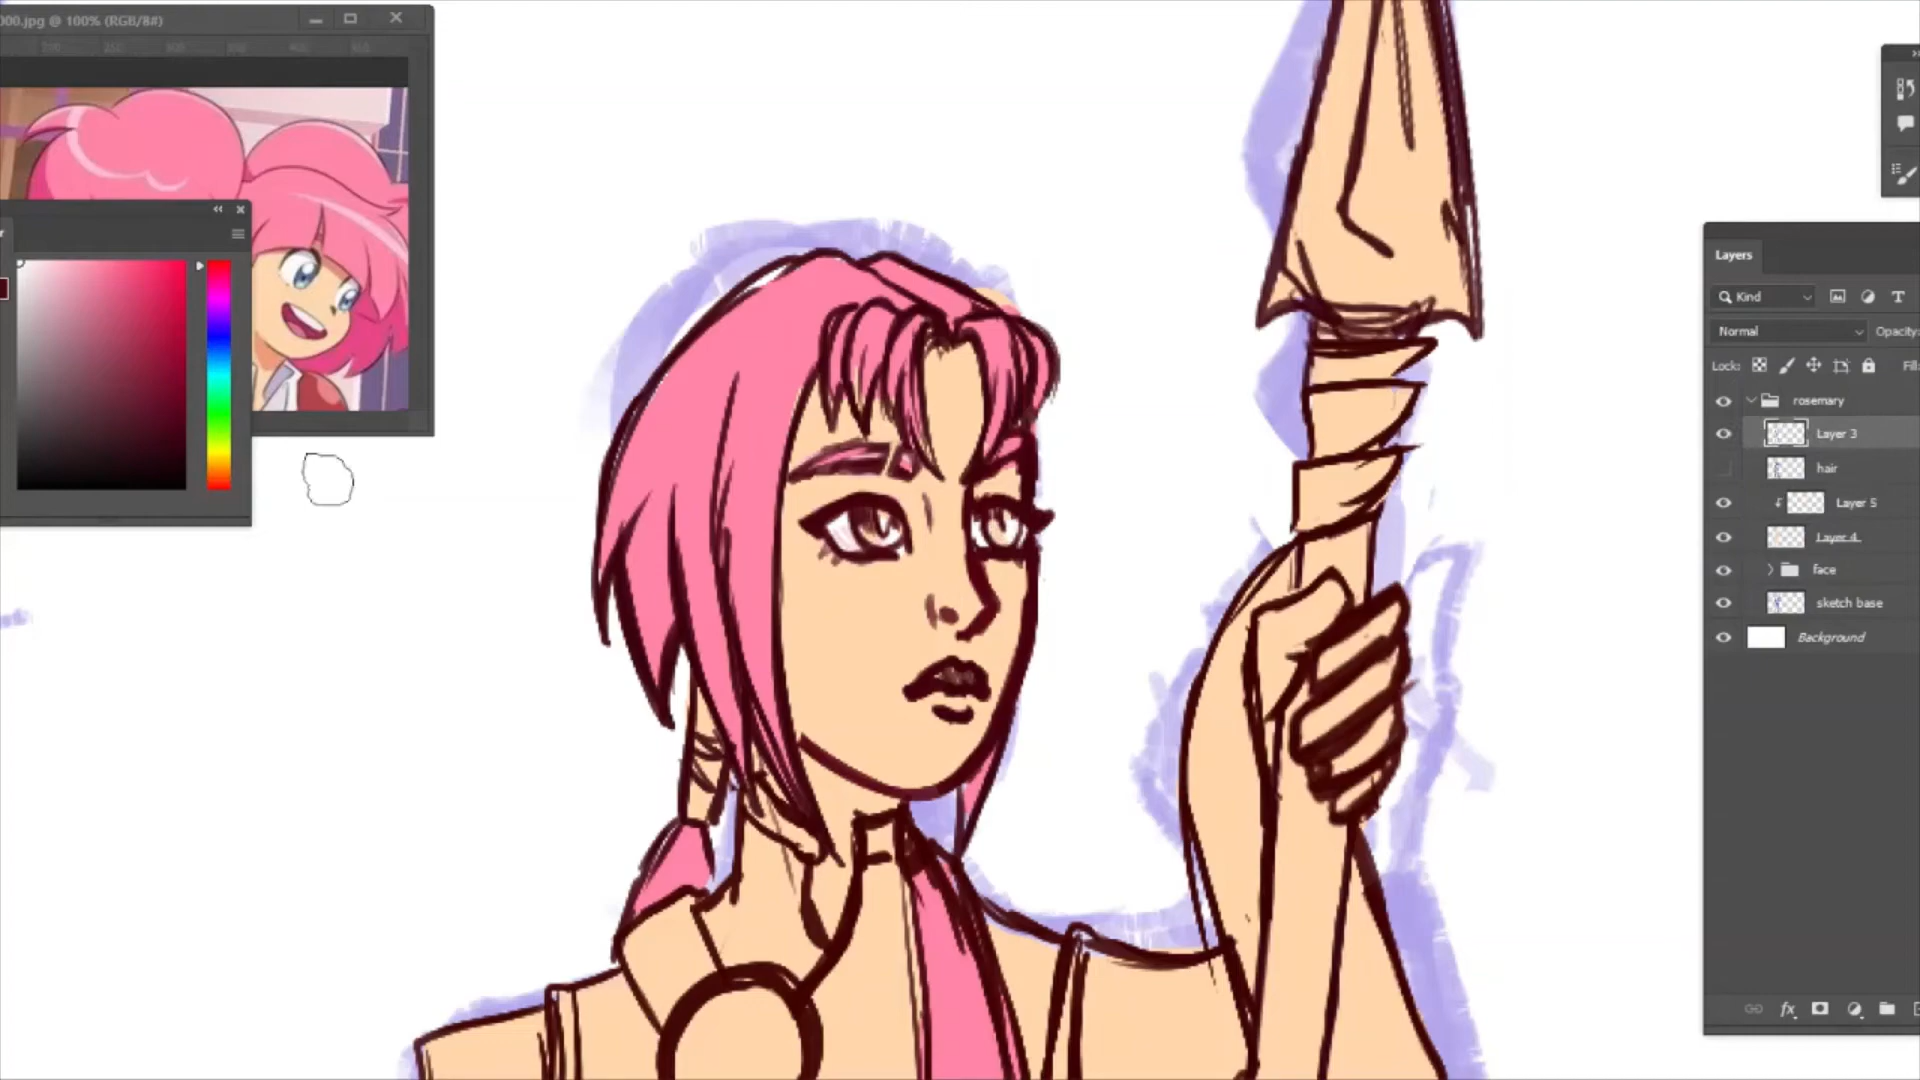 000.jpg @ 100% (RGB/8#)
Layers
Kind
Normal
Opacity:
Lock:
Fill
rosemary
Layer 3
hair
Layer 5
Layer 4
face
sketch base
Background